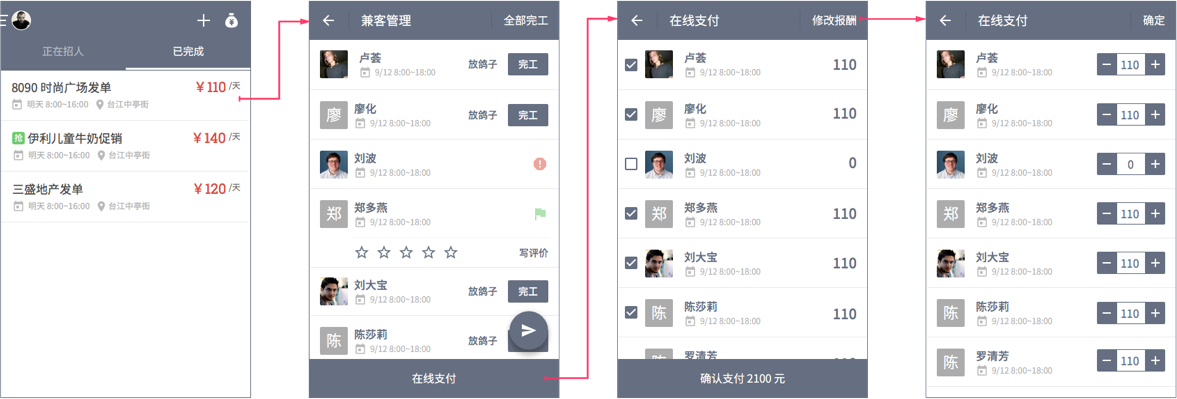 正在招人 已完成
8090 时尚广场发单 ￥110 /天
明天 8:00~16:00 台江中亭街
抢 伊利儿童牛奶促销 ￥140 /天
明天 8:00~16:00 台江中亭街
三盛地产发单 ￥120 /天
明天 8:00~16:00 台江中亭街
兼客管理 全部完工
卢荟
9/12 8:00~18:00 放鸽子 完工
廖 廖化
9/12 8:00~18:00 放鸽子 完工
刘波
9/12 8:00~18:00
郑 郑多燕
9/12 8:00~18:00
写评价
刘大宝
9/12 8:00~18:00 放鸽子 完工
陈 陈莎莉
9/12 8:00~18:00 放鸽子
在线支付
在线支付 修改报酬
卢荟
9/12 8:00~18:00 110
廖 廖化
9/12 8:00~18:00 110
刘波
9/12 8:00~18:00 0
郑 郑多燕
9/12 8:00~18:00 110
刘大宝
9/12 8:00~18:00 110
陈 陈莎莉
9/12 8:00~18:00 110
罗清芳
确认支付 2100 元
在线支付 确定
卢荟
9/12 8:00~18:00 110
廖 廖化
9/12 8:00~18:00 110
刘波
9/12 8:00~18:00 0
郑 郑多燕
9/12 8:00~18:00 110
刘大宝
9/12 8:00~18:00 110
陈 陈莎莉
9/12 8:00~18:00 110
陈 罗清芳
9/12 8:00~18:00 110